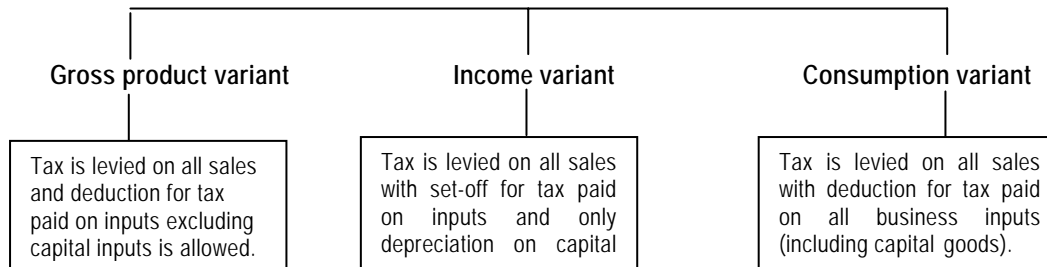 Gross product variant
Income variant
Consumption variant
Tax is levied on all sales
and deduction for tax
paid on inputs excluding
capital inputs is allowed.
Tax is levied on all sales
with set-off for tax paid
on inputs and only
depreciation on capital
Tax is levied on all sales
with deduction for tax paid
on all business inputs
(including capital goods).